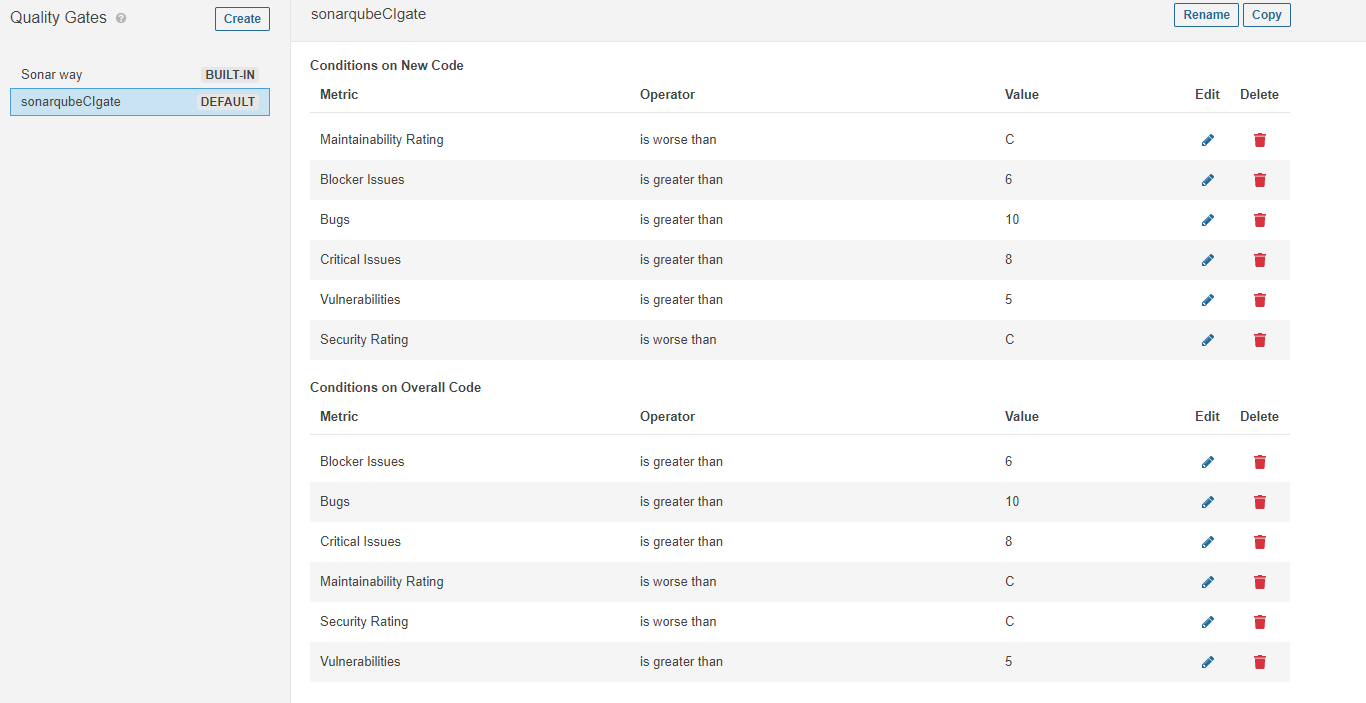 Quality Gates ?
Create
Sonar way BUILT-IN
sonarqubeCIgate DEFAULT
sonarqubeCIgate
Rename Copy
Conditions on New Code
Metric Operator Value Edit Delete
Maintainability Rating is worse than C
Blocker Issues is greater than 6
Bugs is greater than 10
Critical Issues is greater than 8
Vulnerabilities is greater than 5
Security Rating is worse than C
Conditions on Overall Code
Metric Operator Value Edit Delete
Blocker Issues is greater than 6
Bugs is greater than 10
Critical Issues is greater than 8
Maintainability Rating is worse than C
Security Rating is worse than C
Vulnerabilities is greater than 5